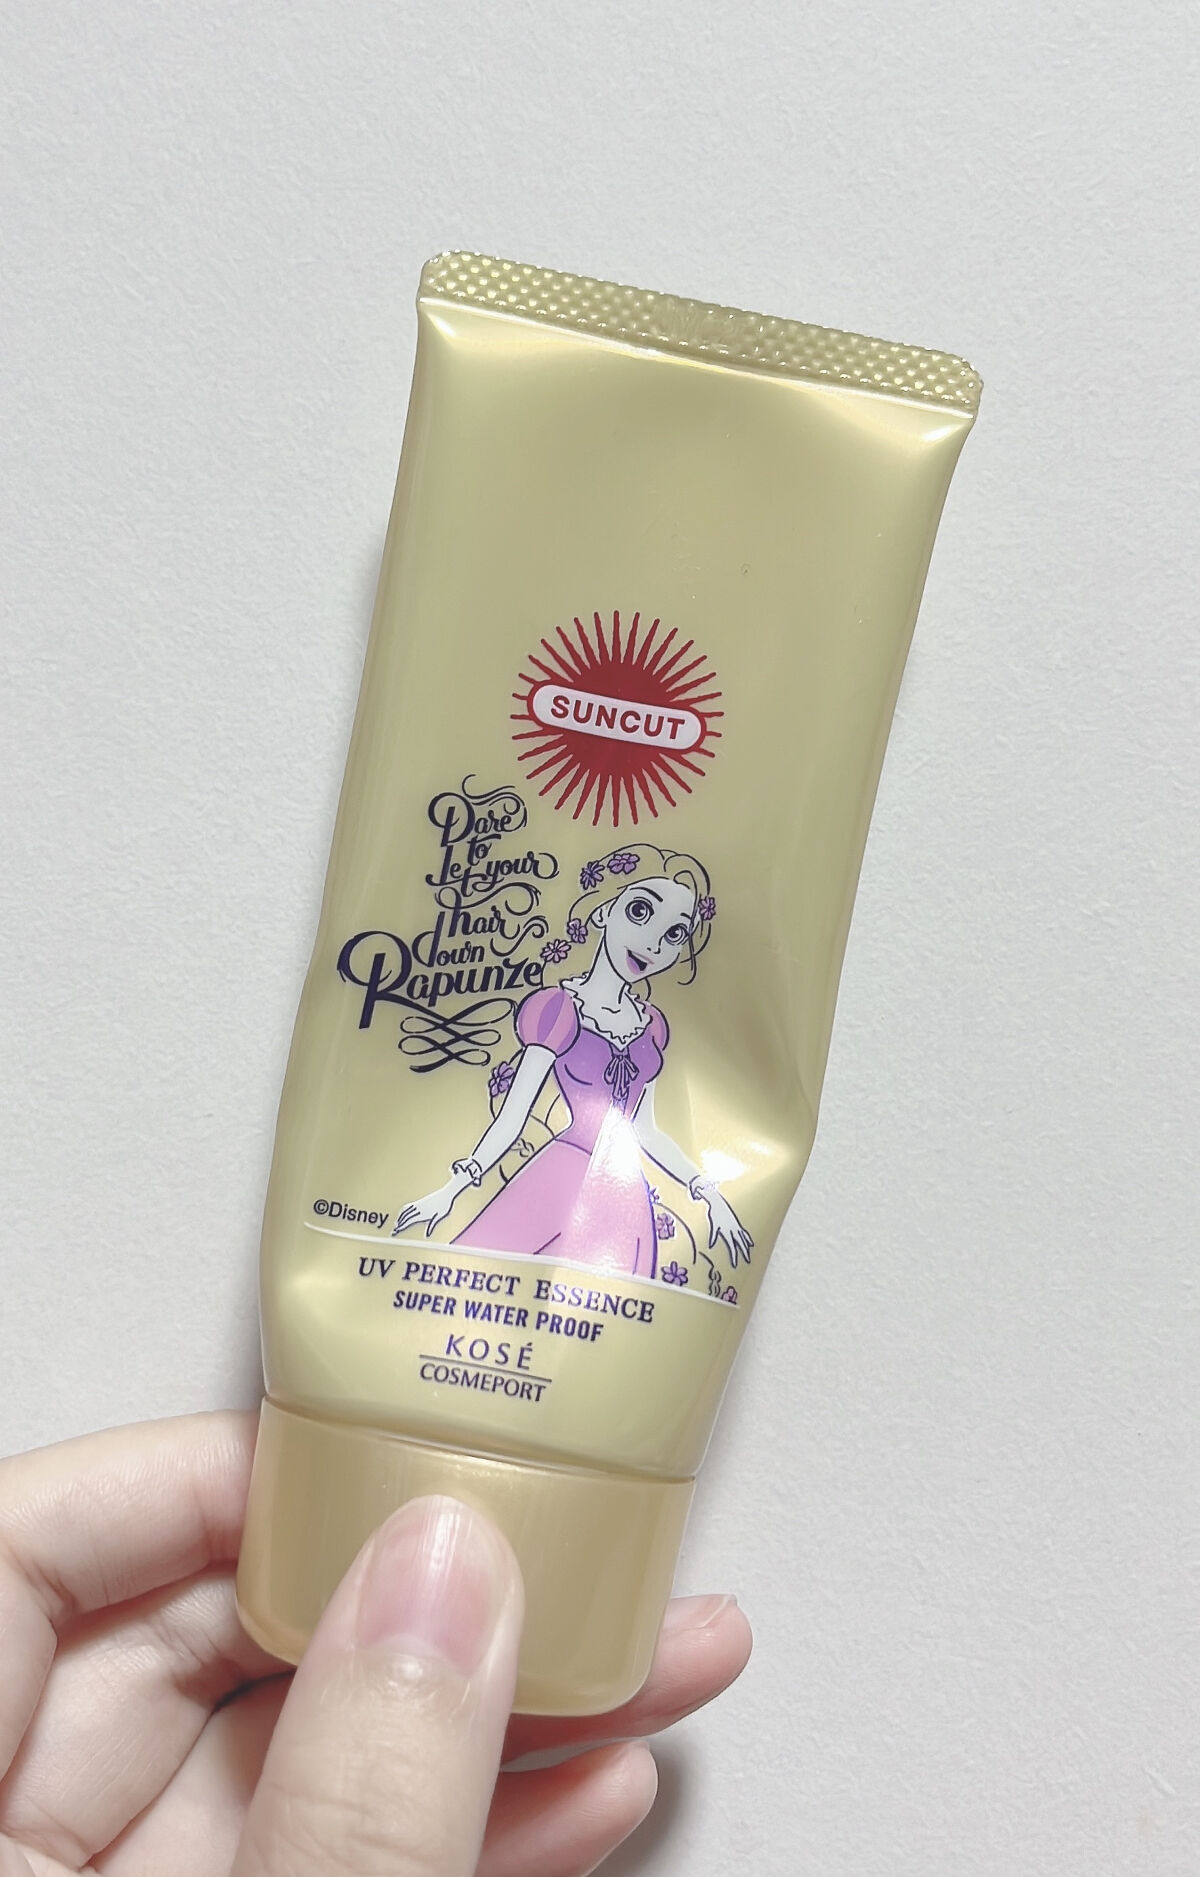 SUNCUT
Dare
to
let your
hair
down
Rapunze
©Disney
UV PERFECT ESSENCE
SUPER WATER PROOF
KOSÉ
COSMEPORT